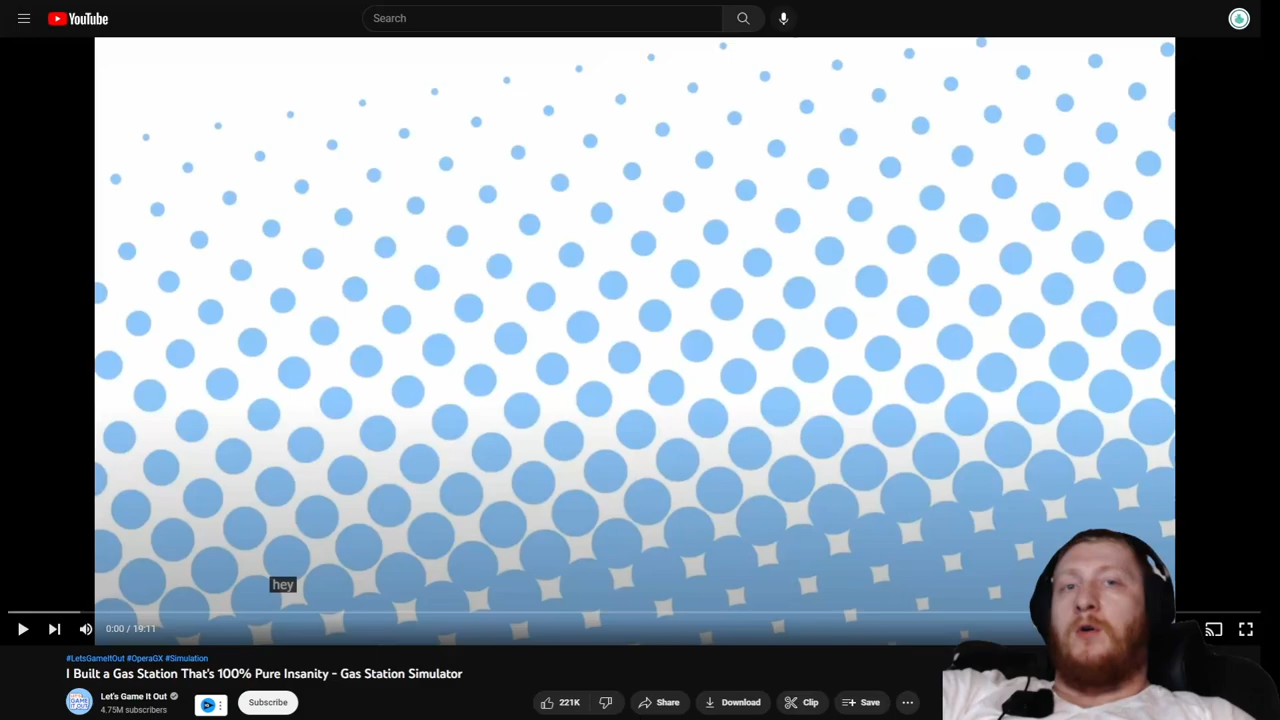 YouTube
Search
hey
0:00 / 19:11
#LetsGameItOut #OperaGX #Simulation
I Built a Gas Station That's 100% Pure Insanity - Gas Station Simulator
Let's Game It Out
4.75M subscribers
Subscribe
221K
Share
Download
Clip
Save